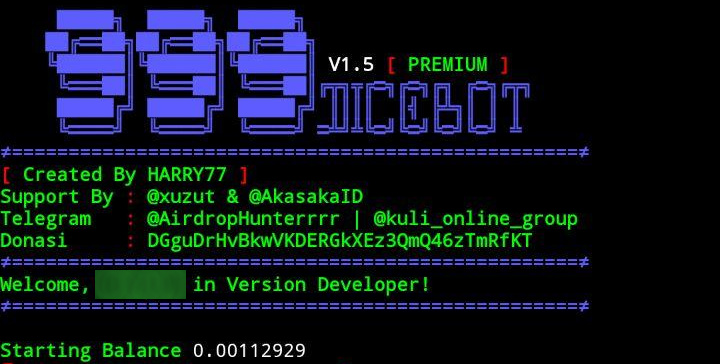 999
V1.5 [ PREMIUM ]
DICEBOT
≠==================================================≠
[ Created By HARRY77 ]
Support By : @xuzut & @AkasakaID
Telegram : @AirdropHunterrrr | @kuli_online_group
Donasi : DGguDrHvBkwVKDERGkXEz3QmQ46zTmRfKT
≠==================================================≠
Welcome, in Version Developer!
≠==================================================≠
Starting Balance 0.00112929